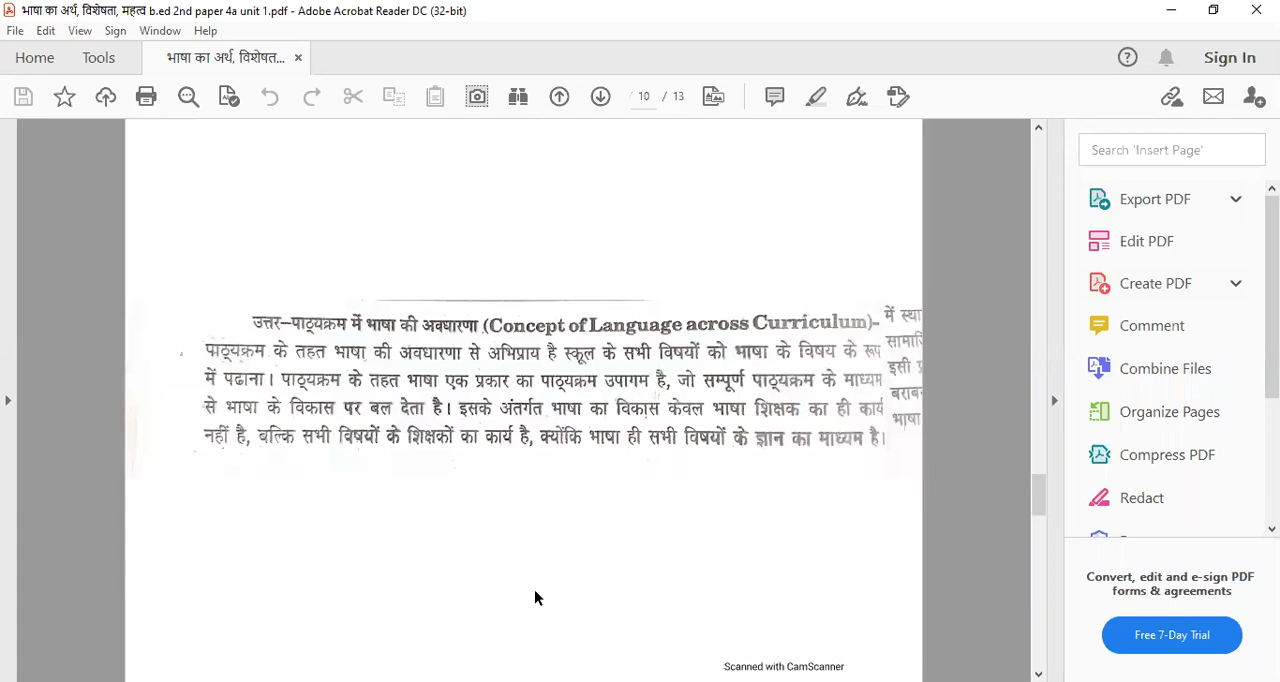 भाषा का अर्थ, विशेषता, महत्व b.ed 2nd paper 4a unit 1.pdf - Adobe Acrobat Reader DC (32-bit)
File Edit View Sign Window Help
Home Tools भाषा का अर्थ, विशेषत... × Sign In
10 / 13
Search 'Insert Page'
Export PDF
Edit PDF
Create PDF
Comment
Combine Files
Organize Pages
Compress PDF
Redact
Convert, edit and e-sign PDF
forms & agreements
Free 7-Day Trial
उत्तर–पाठ्यक्रम में भाषा की अवधारणा (Concept of Language across Curriculum)-
पाठ्यक्रम के तहत भाषा की अवधारणा से अभिप्राय है स्कूल के सभी विषयों को भाषा के विषय के रूप
में पढाना। पाठ्यक्रम के तहत भाषा एक प्रकार का पाठ्यक्रम उपागम है, जो सम्पूर्ण पाठ्यक्रम के माध्यम
से भाषा के विकास पर बल देता है। इसके अंतर्गत भाषा का विकास केवल भाषा शिक्षक का ही कार्य
नहीं है, बल्कि सभी विषयों के शिक्षकों का कार्य है, क्योंकि भाषा ही सभी विषयों के ज्ञान का माध्यम है।
में स्था
सामाजि
इसी प्र
बराबर
भाषा
Scanned with CamScanner